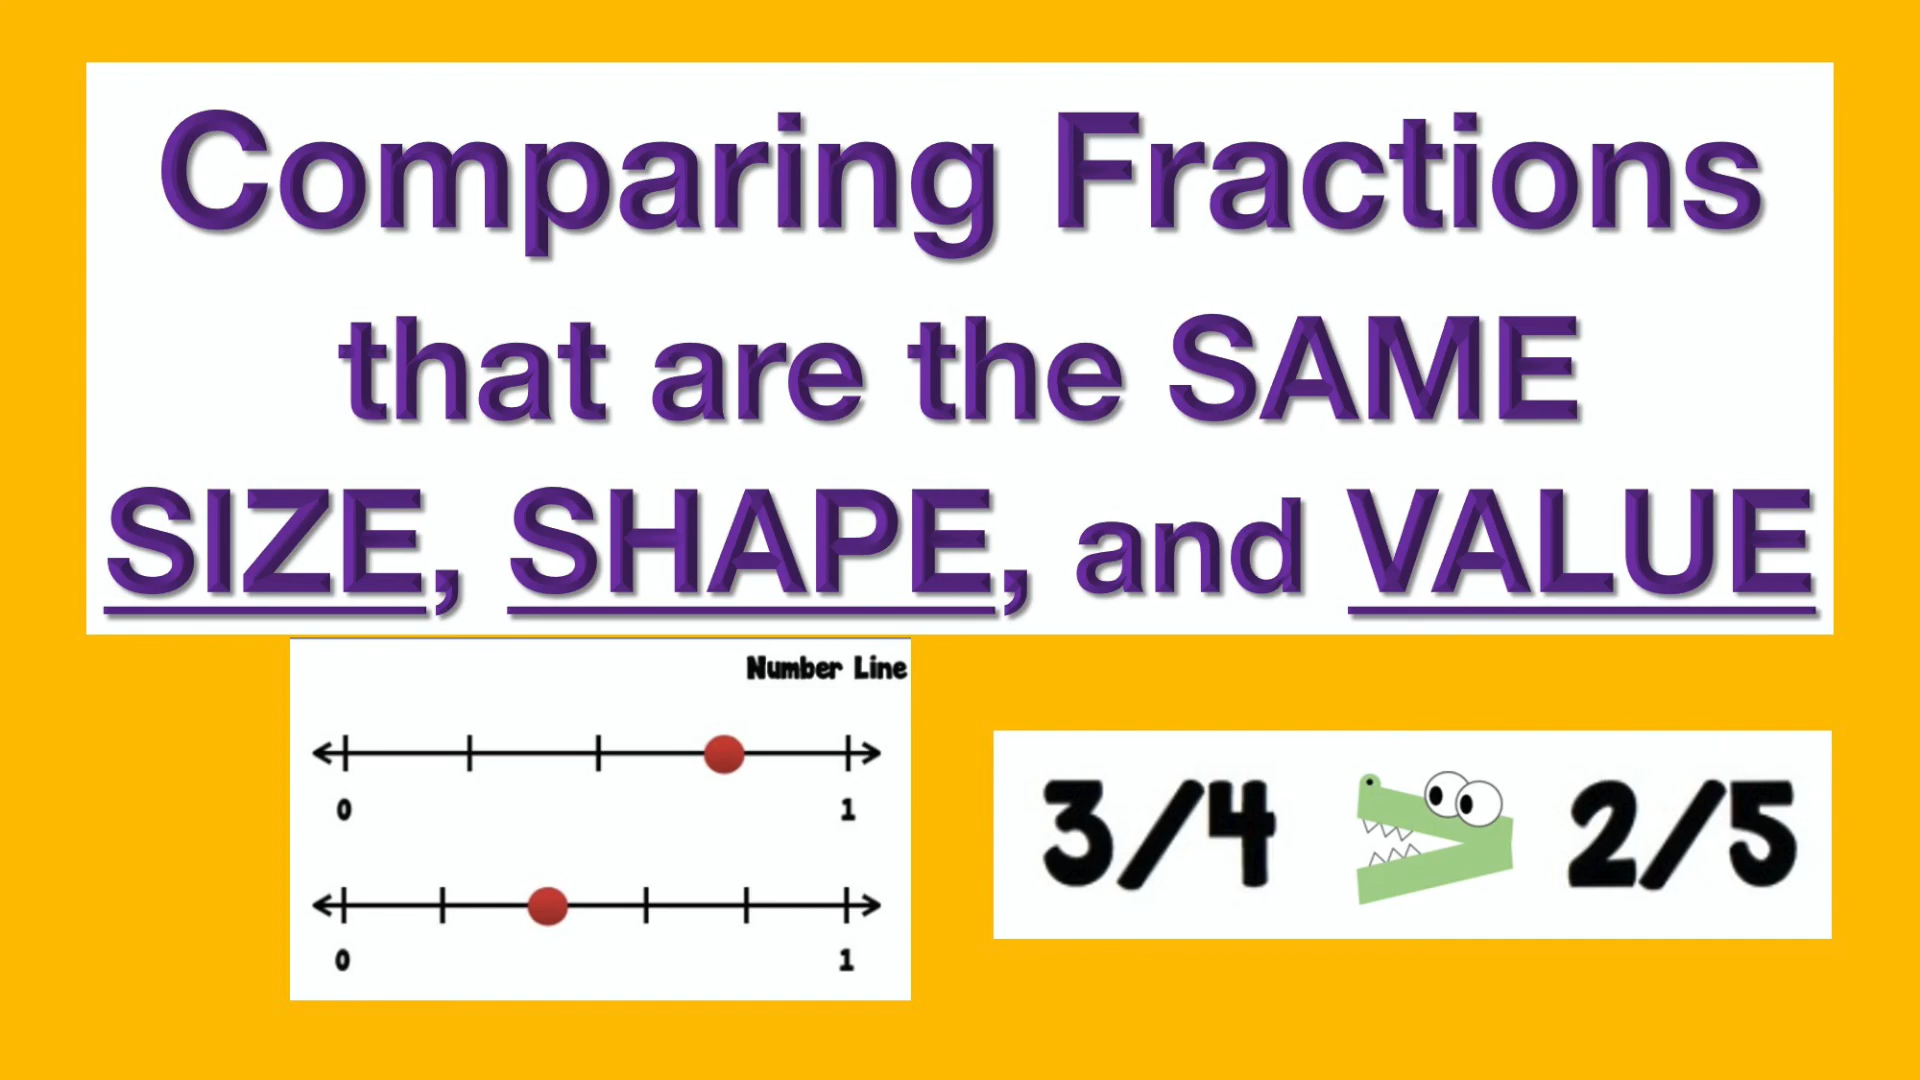 Comparing Fractions
that are the SAME
SIZE, SHAPE, and VALUE
Number Line
0 1
0 1
3/4 2/5